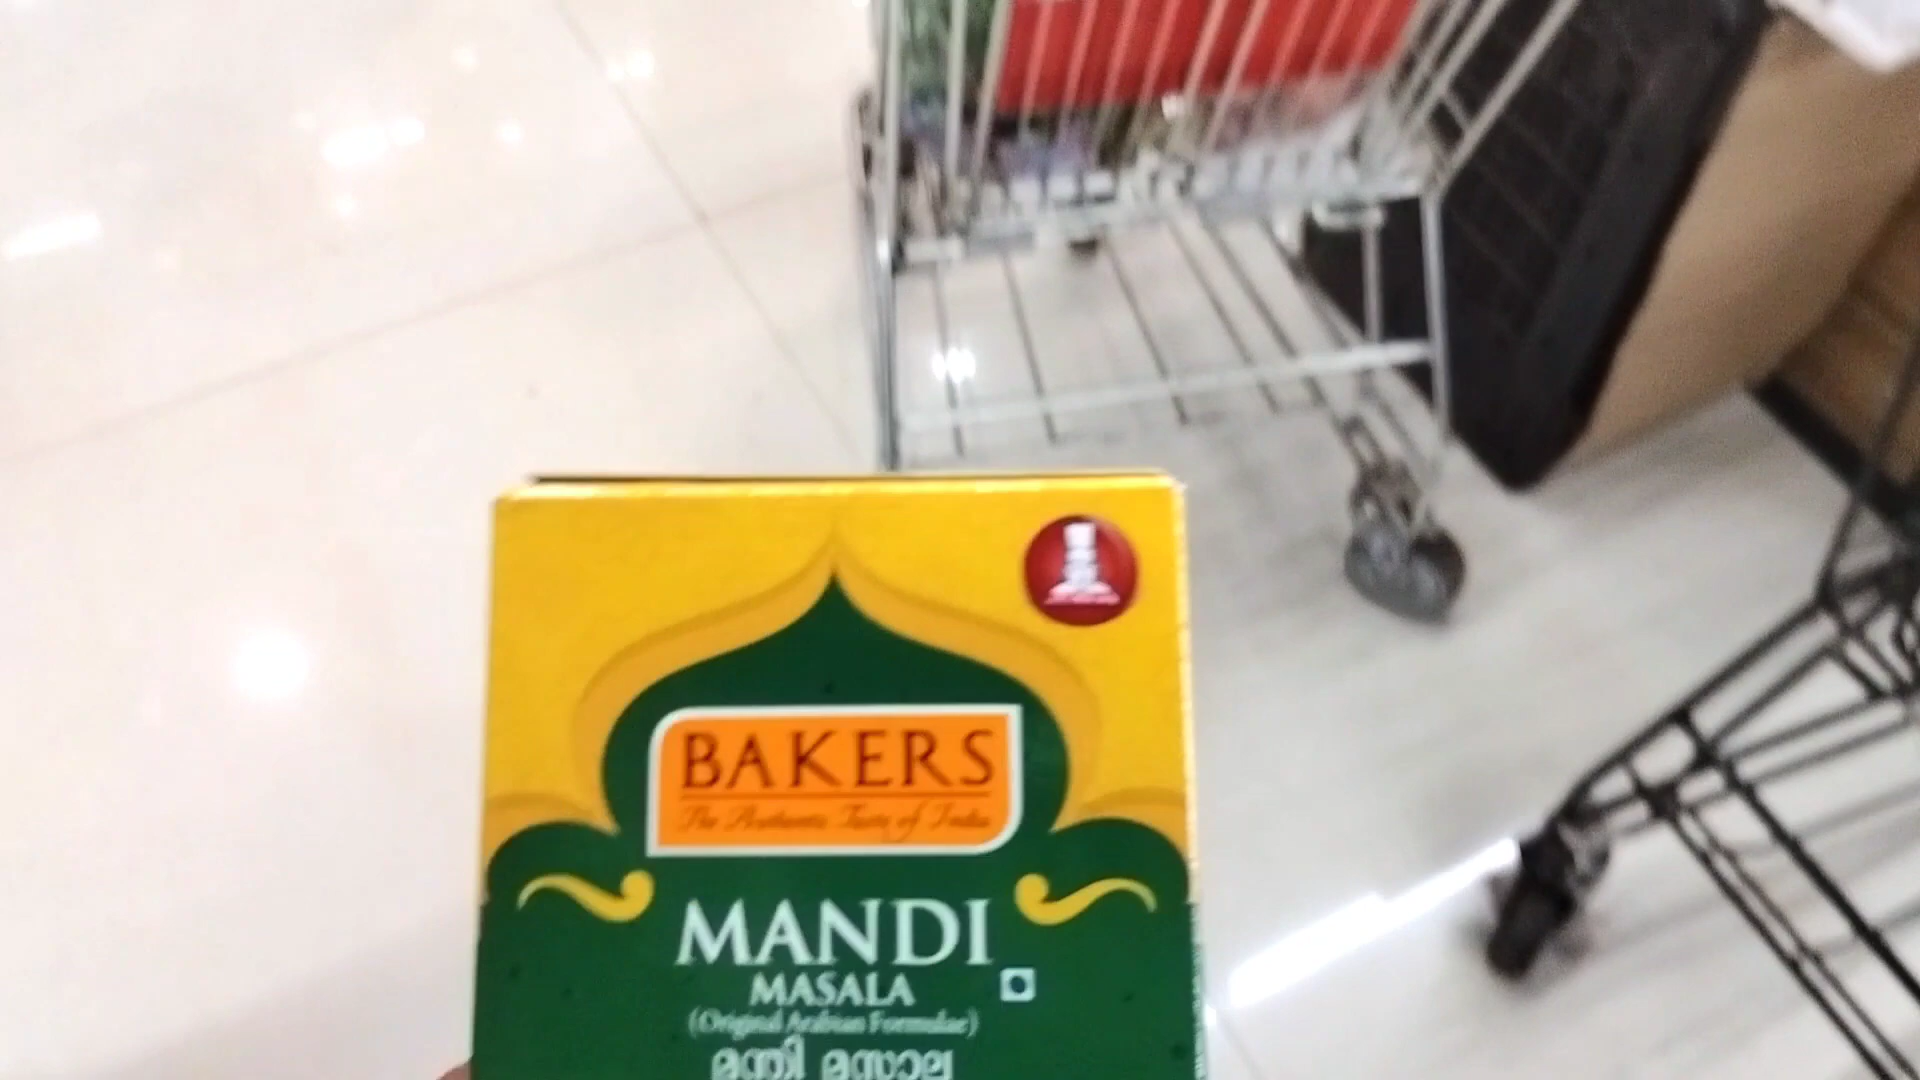 BAKERS
The Authentic Taste of India
MANDI
MASALA
(Original Arabian Formulae)
മന്തി മസാല